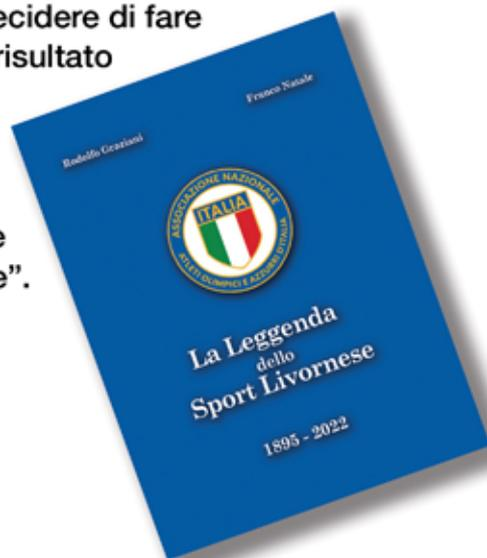 ecidere di fare
risultato
e
e”.
Rodolfo Graziani
Franco Natale
ASSOCIAZIONE NAZIONALE
ITALIA
ATLETI OLIMPICI E AZZURRI D'ITALIA
La Leggenda
dello
Sport Livornese
1895 - 2022